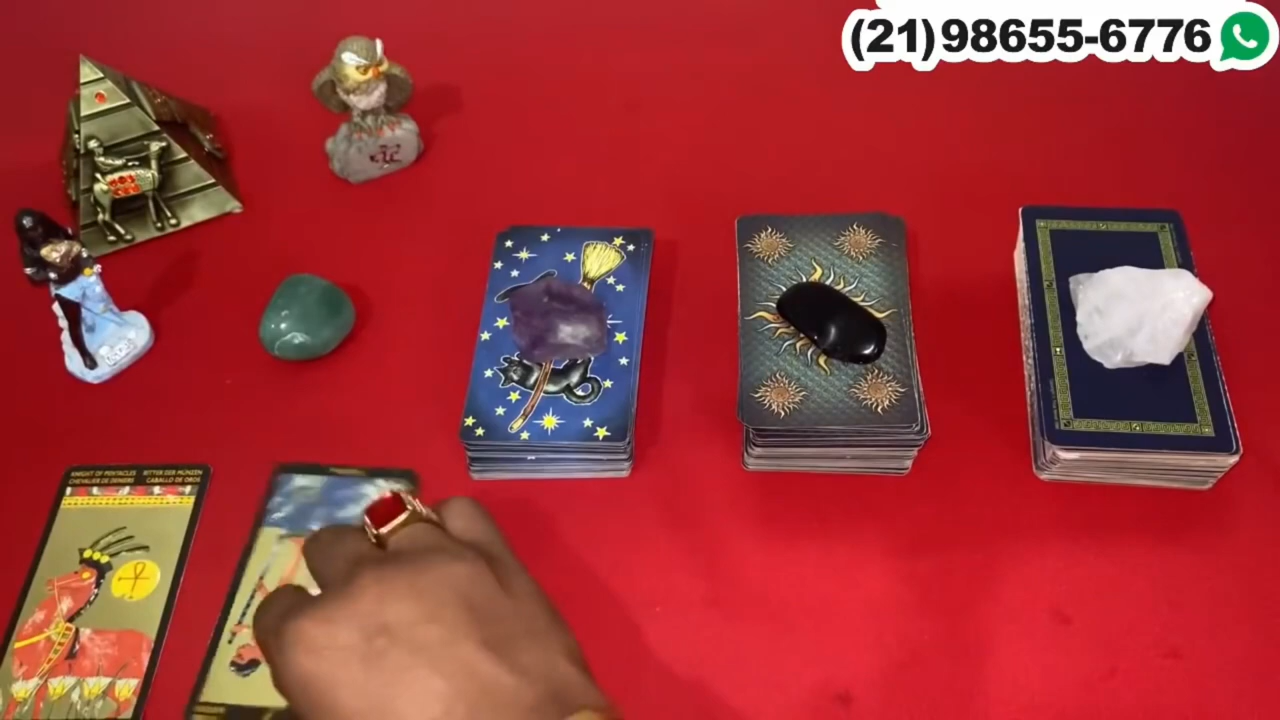 (21)98655-6776
KNIGHT OF PENTACLES RITTER DER MÜNZEN
CHEVALIER DE DENIERS CABALLO DE OROS